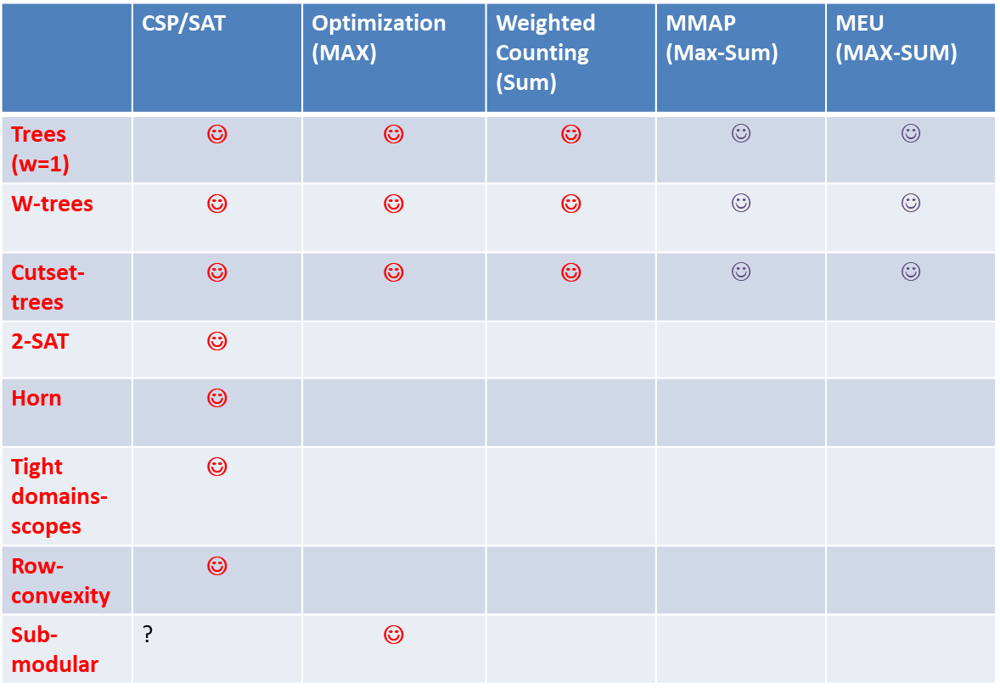 CSP/SAT
Optimization
(MAX)
Weighted
Counting
(Sum)
MMAP
(Max-Sum)
MEU
(MAX-SUM)
Trees
(w=1)
☺ ☺ ☺ ☺ ☺
W-trees
☺ ☺ ☺ ☺ ☺
Cutset-
trees
☺ ☺ ☺ ☺ ☺
2-SAT
☺
Horn
☺
Tight
domains-
scopes
☺
Row-
convexity
☺
Sub-
modular
? ☺